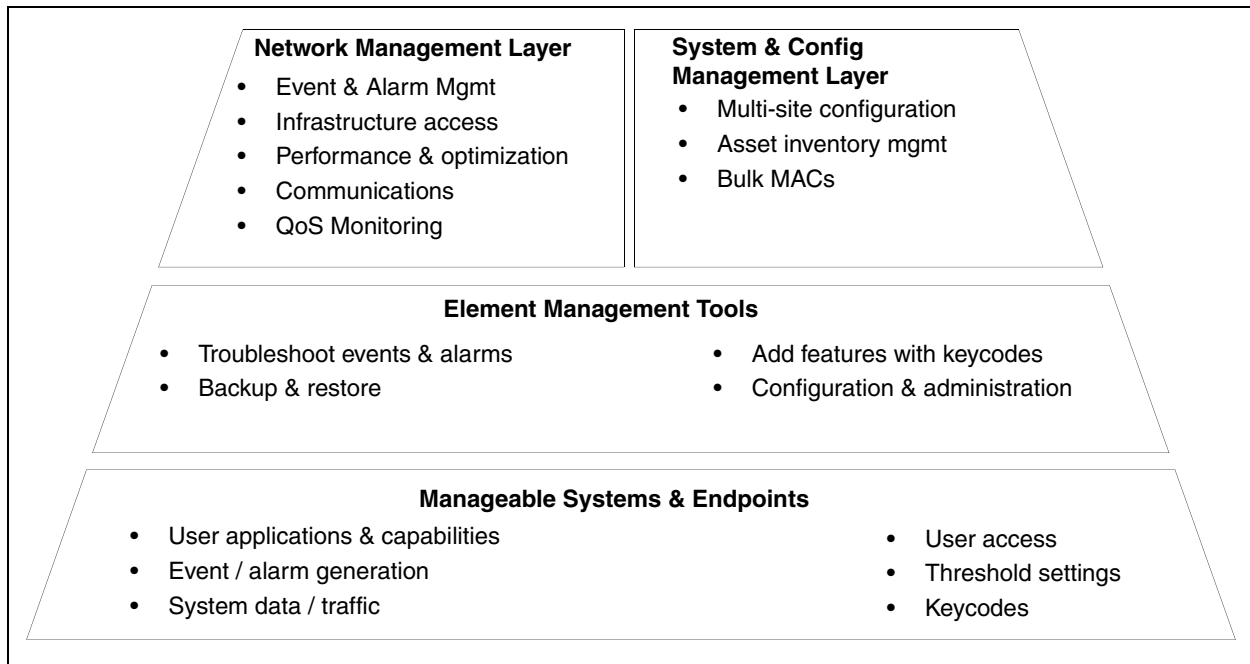 Network Management Layer
• Event & Alarm Mgmt
• Infrastructure access
• Performance & optimization
• Communications
• QoS Monitoring
System & Config
Management Layer
• Multi-site configuration
• Asset inventory mgmt
• Bulk MACs
Element Management Tools
• Troubleshoot events & alarms
• Backup & restore
• Add features with keycodes
• Configuration & administration
Manageable Systems & Endpoints
• User applications & capabilities
• Event / alarm generation
• System data / traffic
• User access
• Threshold settings
• Keycodes